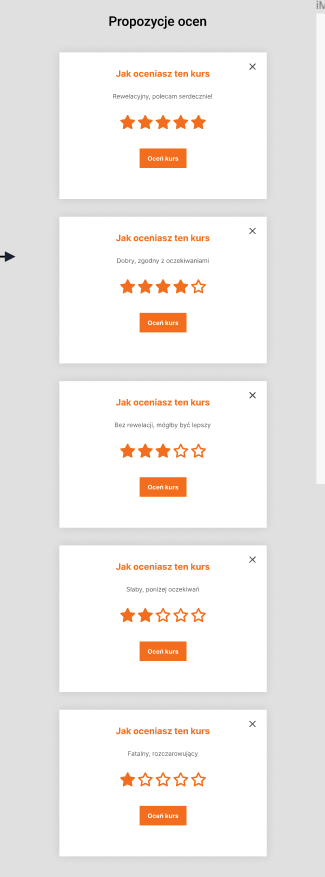 Propozycje ocen
iM
Jak oceniasz ten kurs
Rewelacyjny, polecam serdecznie!
Oceń kurs
Jak oceniasz ten kurs
Dobry, zgodny z oczekiwaniami
Oceń kurs
Jak oceniasz ten kurs
Bez rewelacji, mógłby być lepszy
Oceń kurs
Jak oceniasz ten kurs
Słaby, poniżej oczekiwań
Oceń kurs
Jak oceniasz ten kurs
Fatalny, rozczarowujący
Oceń kurs